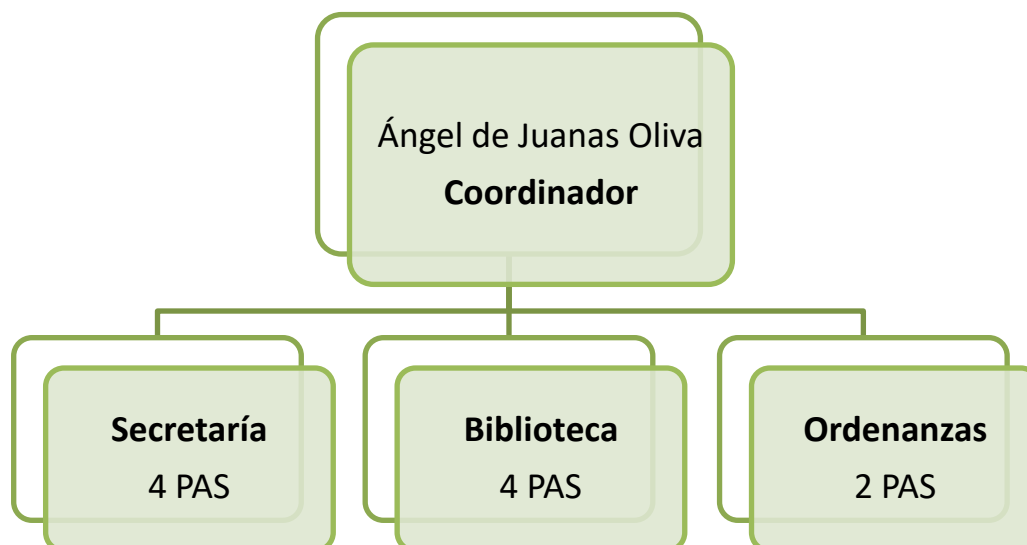 Ángel de Juanas Oliva
Coordinador
Secretaría
4 PAS
Biblioteca
4 PAS
Ordenanzas
2 PAS